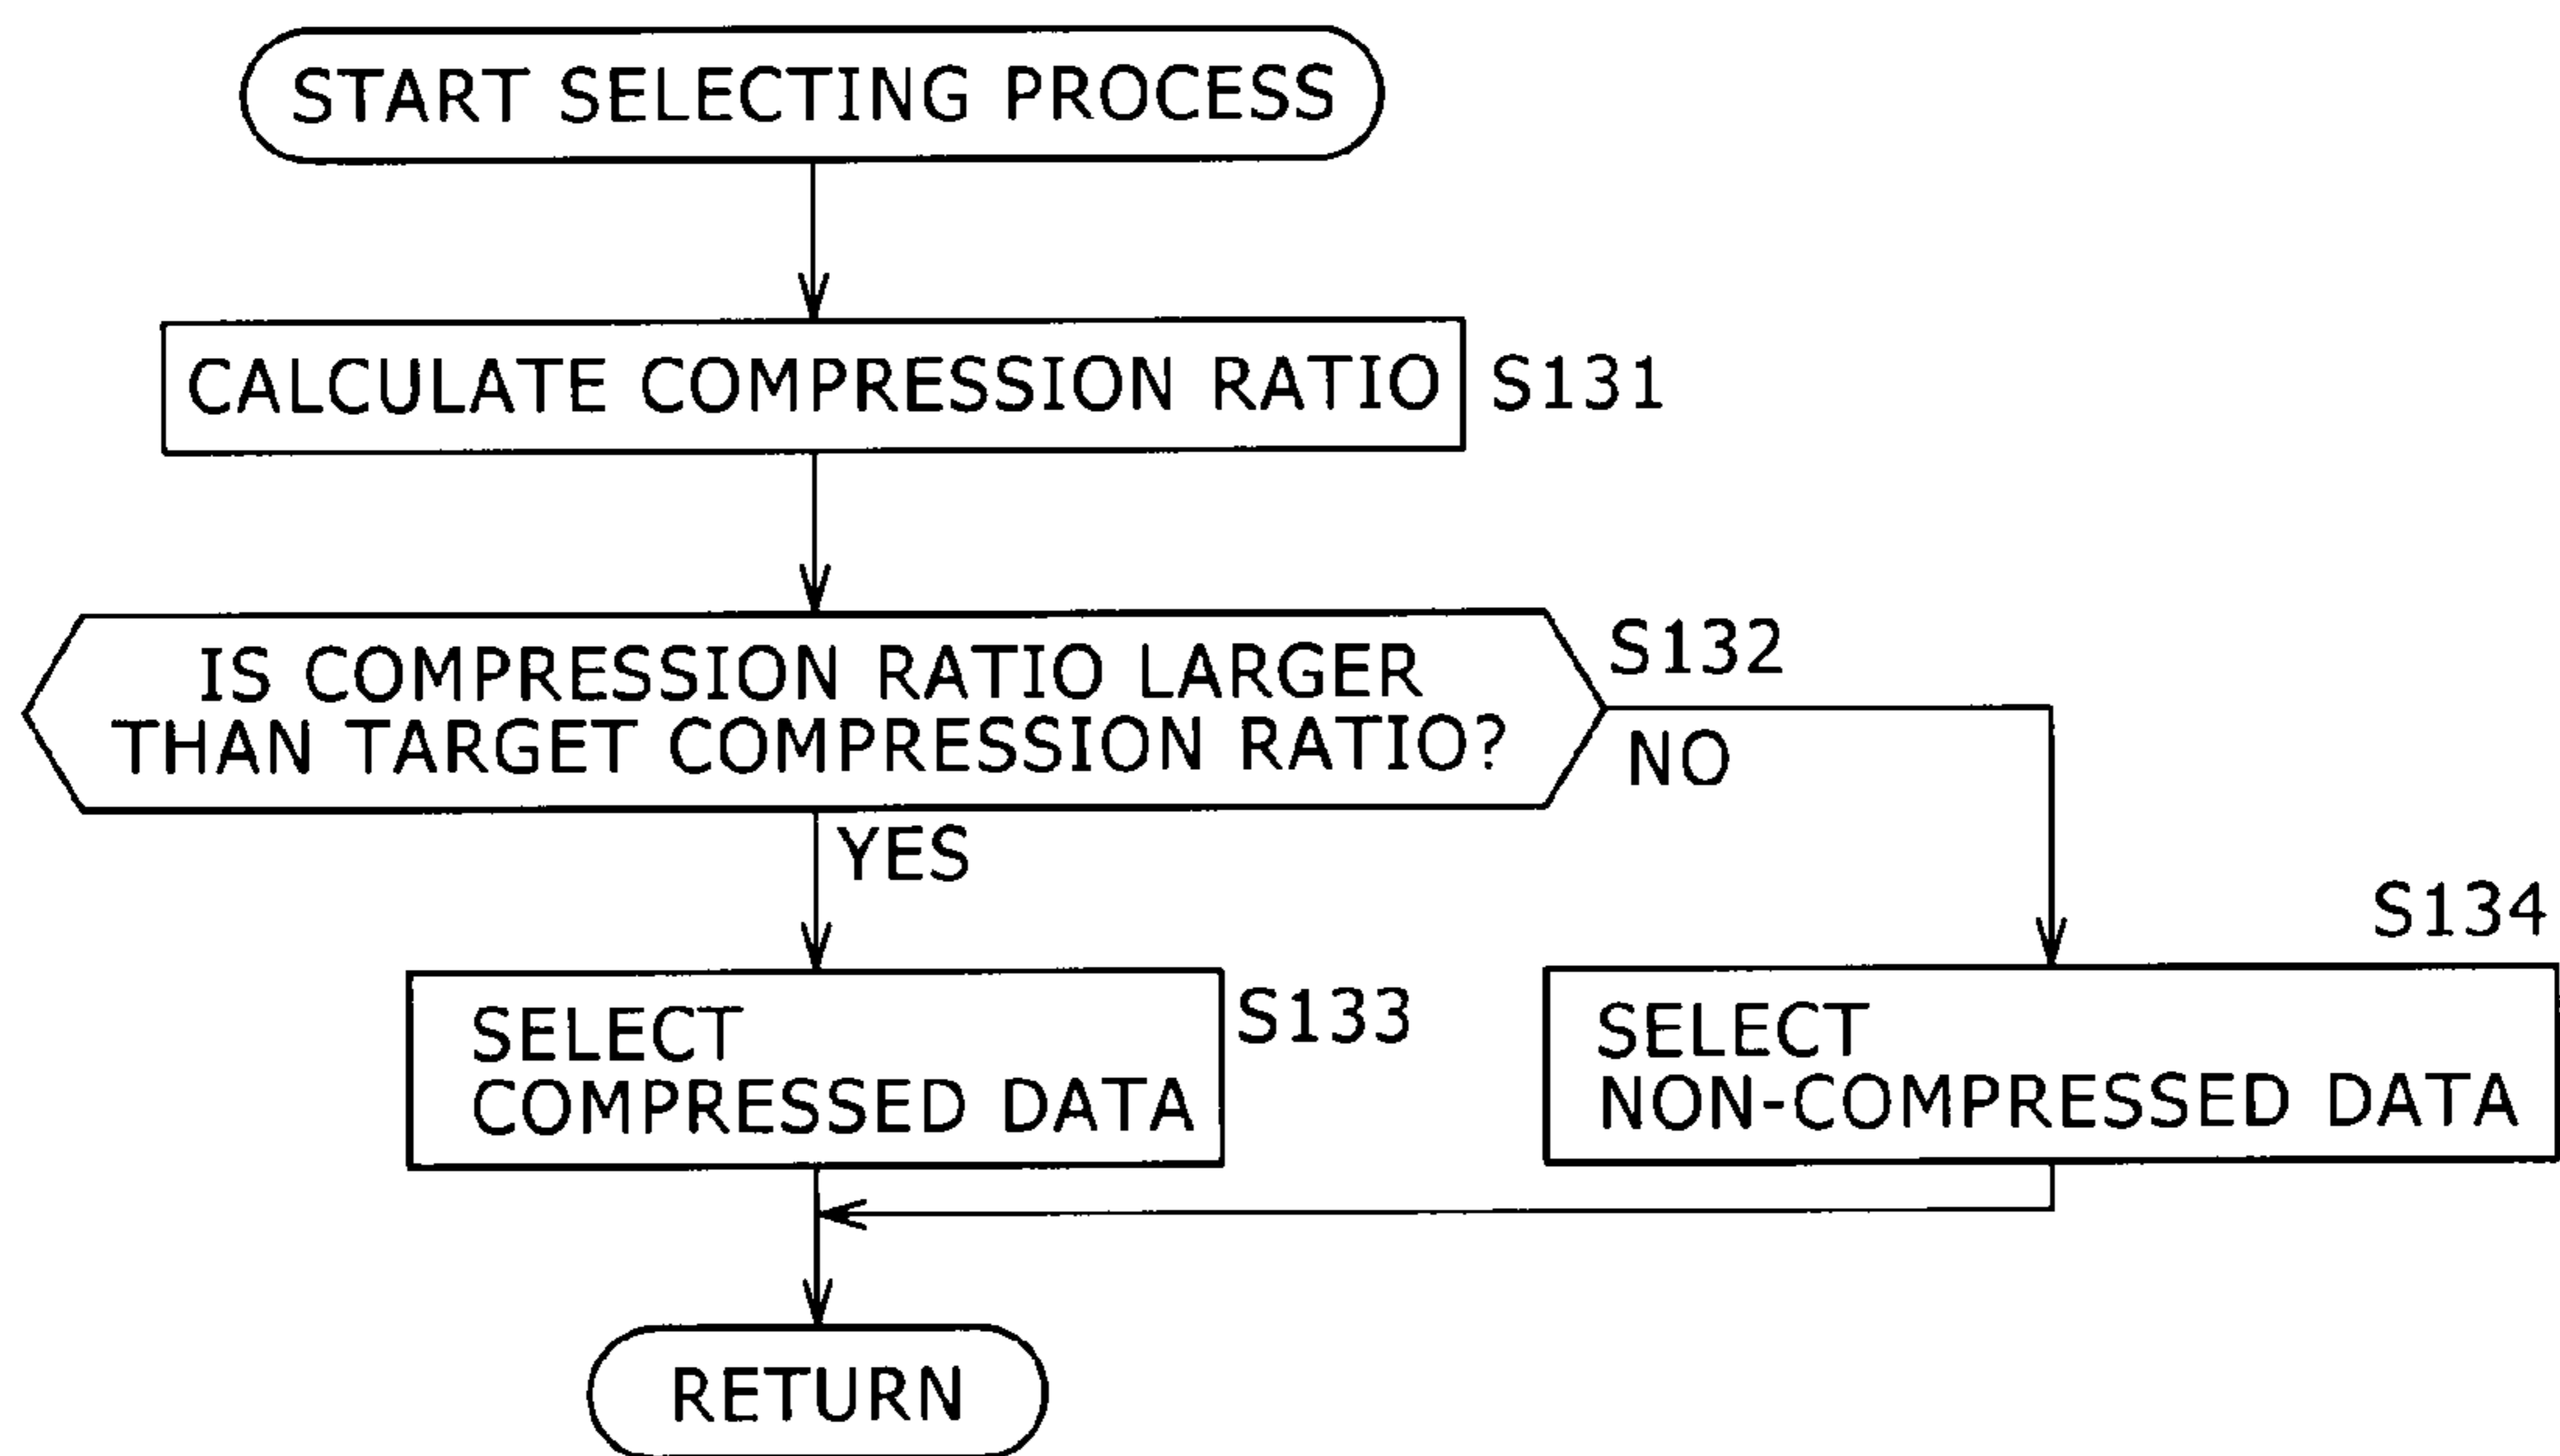 START SELECTING PROCESS
CALCULATE COMPRESSION RATIO
S131
IS COMPRESSION RATIO LARGER
THAN TARGET COMPRESSION RATIO?
S132
NO
YES
SELECT
COMPRESSED DATA
S133
S134
SELECT
NON-COMPRESSED DATA
RETURN